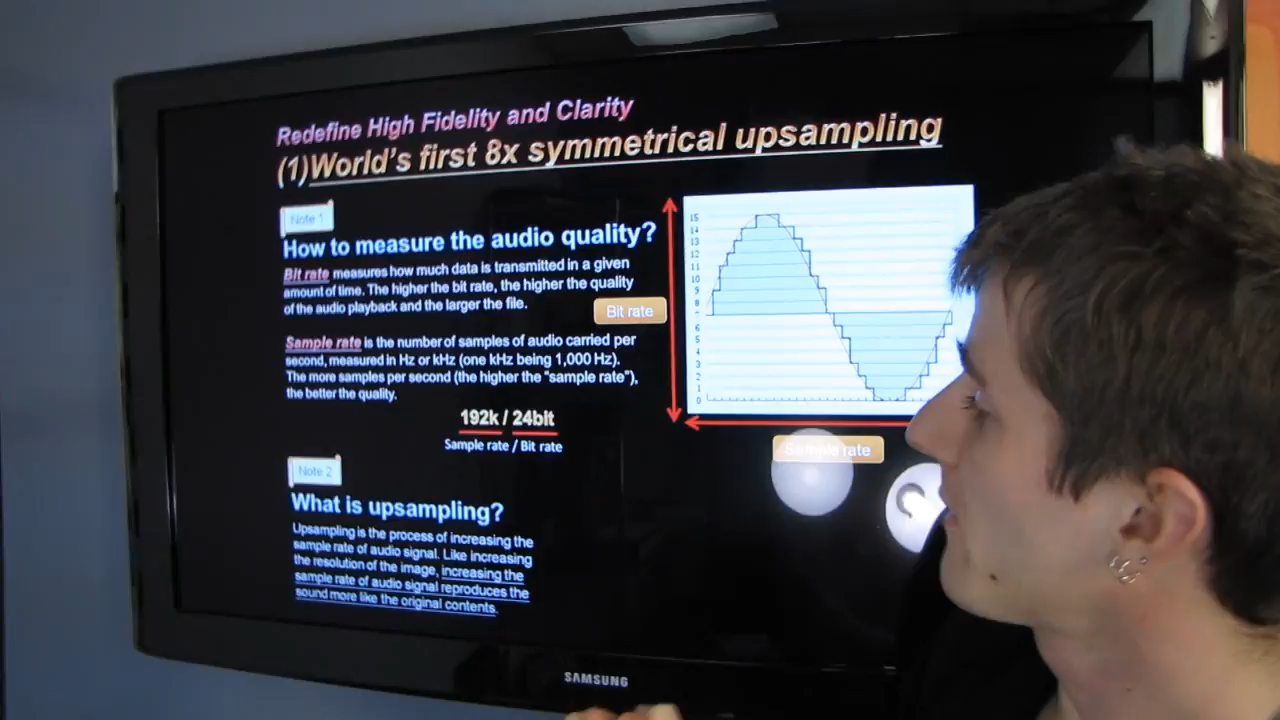 Redefine High Fidelity and Clarity
(1)World's first 8x symmetrical upsampling
Note 1
How to measure the audio quality?
Bit rate measures how much data is transmitted in a given
amount of time. The higher the bit rate, the higher the quality
of the audio playback and the larger the file.
Bit rate
Sample rate is the number of samples of audio carried per
second, measured in Hz or kHz (one kHz being 1,000 Hz).
The more samples per second (the higher the "sample rate"),
the better the quality.
192k / 24bit
Sample rate / Bit rate
15
14
13
12
11
10
9
8
7
6
5
4
3
2
1
0
Sample rate
Note 2
What is upsampling?
Upsampling is the process of increasing the
sample rate of audio signal. Like increasing
the resolution of the image, increasing the
sample rate of audio signal reproduces the
sound more like the original contents.
SAMSUNG